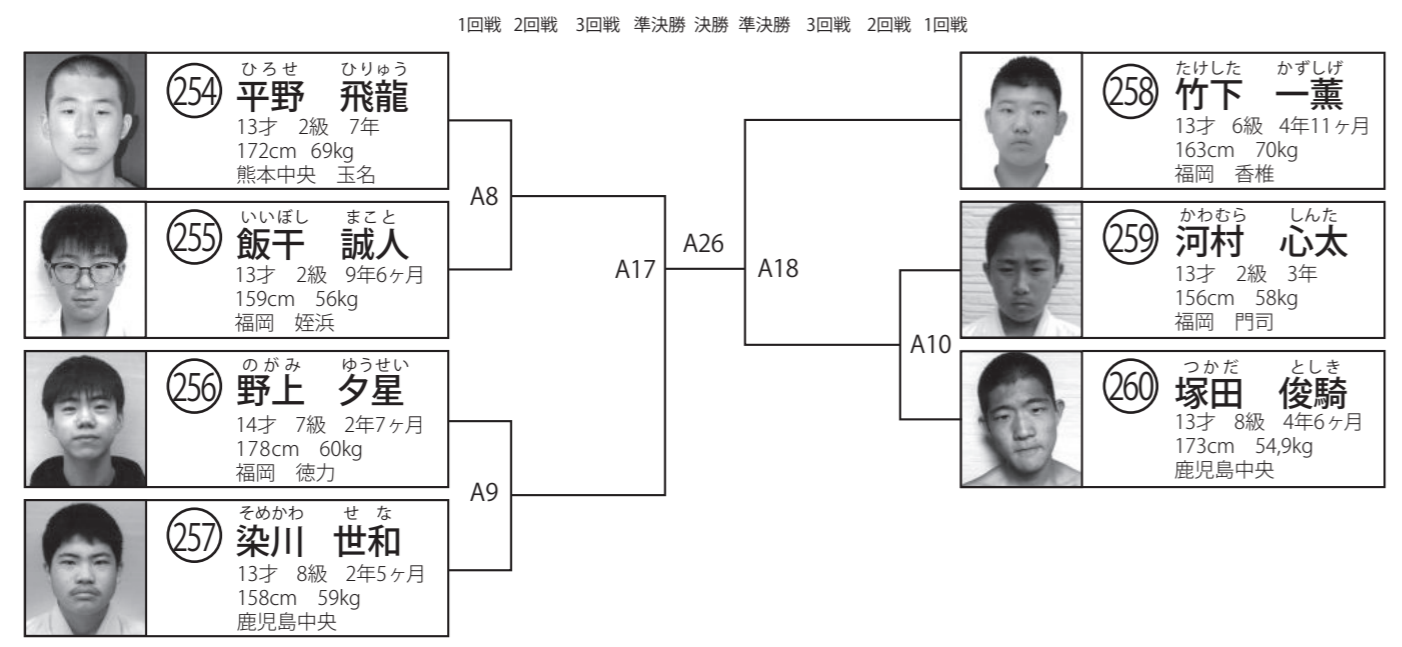 1回戦 2回戦 3回戦 準決勝 決勝 準決勝 3回戦 2回戦 1回戦
ひろせ ひりゅう
254 平野 飛龍
13才 2級 7年
172cm 69kg
熊本中央 玉名
いいぼし まこと
255 飯干 誠人
13才 2級 9年6ヶ月
159cm 56kg
福岡 姪浜
のがみ ゆうせい
256 野上 夕星
14才 7級 2年7ヶ月
178cm 60kg
福岡 徳力
そめかわ せな
257 染川 世和
13才 8級 2年5ヶ月
158cm 59kg
鹿児島中央
A8
A9
A17
A26
A18
A10
たけした かずしげ
258 竹下 一薫
13才 6級 4年11ヶ月
163cm 70kg
福岡 香椎
かわむら しんた
259 河村 心太
13才 2級 3年
156cm 58kg
福岡 門司
つかだ としき
260 塚田 俊騎
13才 8級 4年6ヶ月
173cm 54,9kg
鹿児島中央